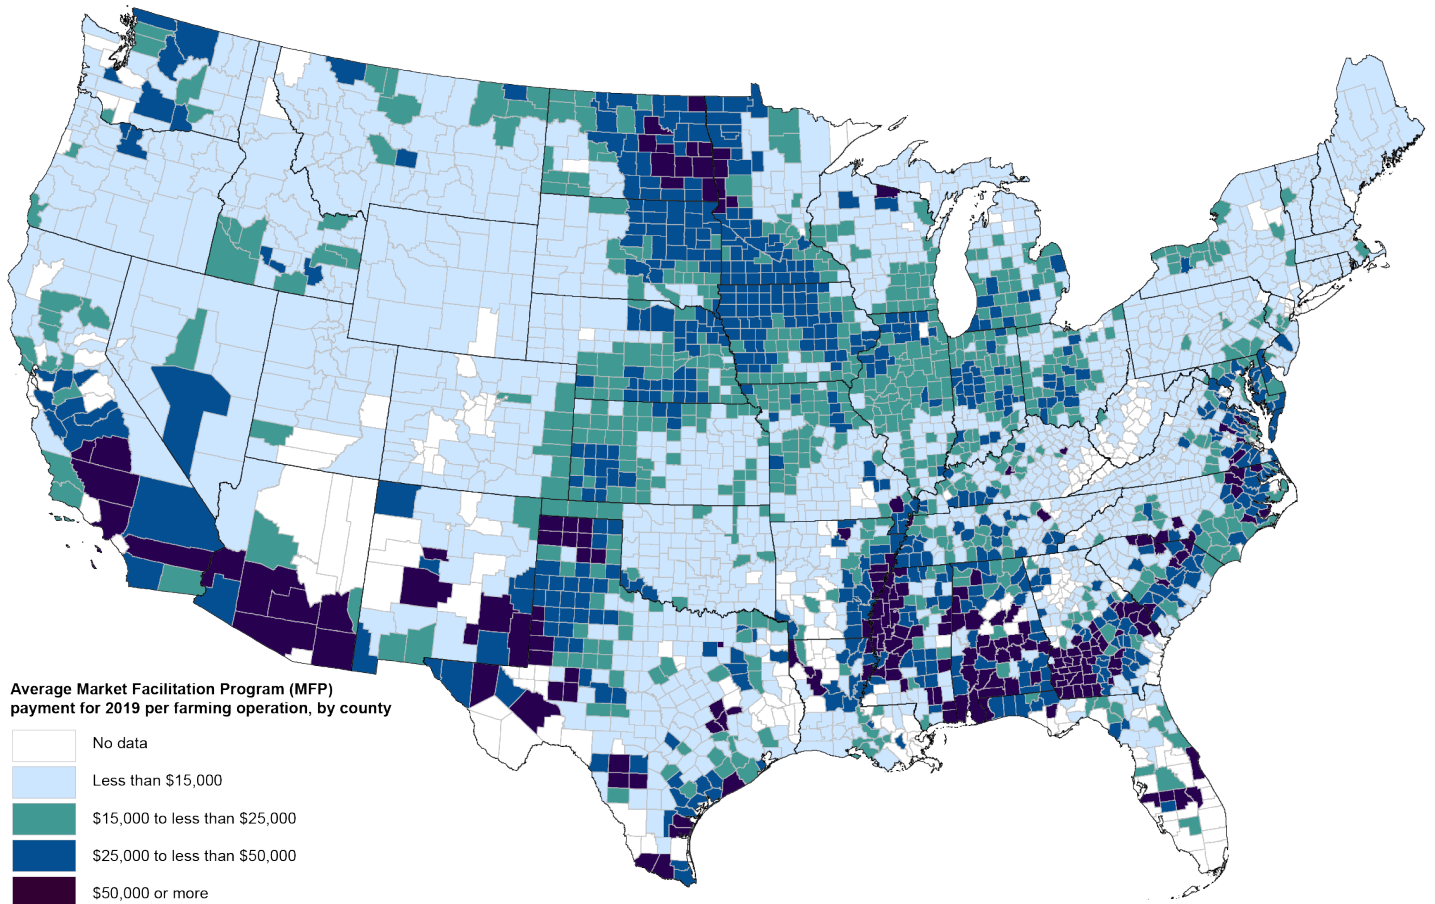 Average Market Facilitation Program (MFP)
payment for 2019 per farming operation, by county
No data
Less than $15,000
$15,000 to less than $25,000
$25,000 to less than $50,000
$50,000 or more